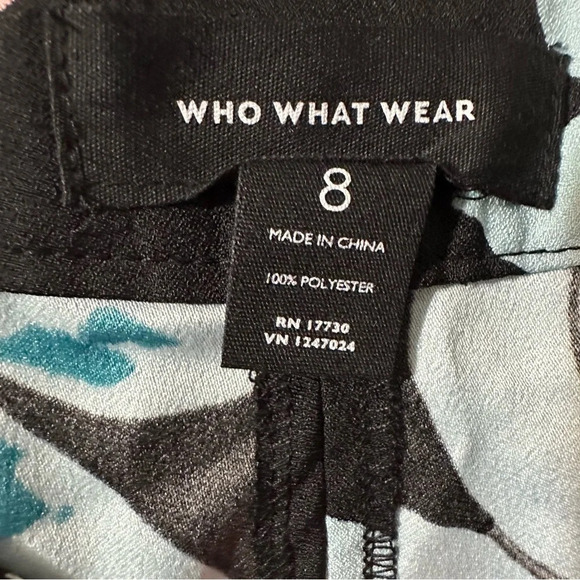 WHO WHAT WEAR
8
MADE IN CHINA
100% POLYESTER
RN 17730
VN 1247024